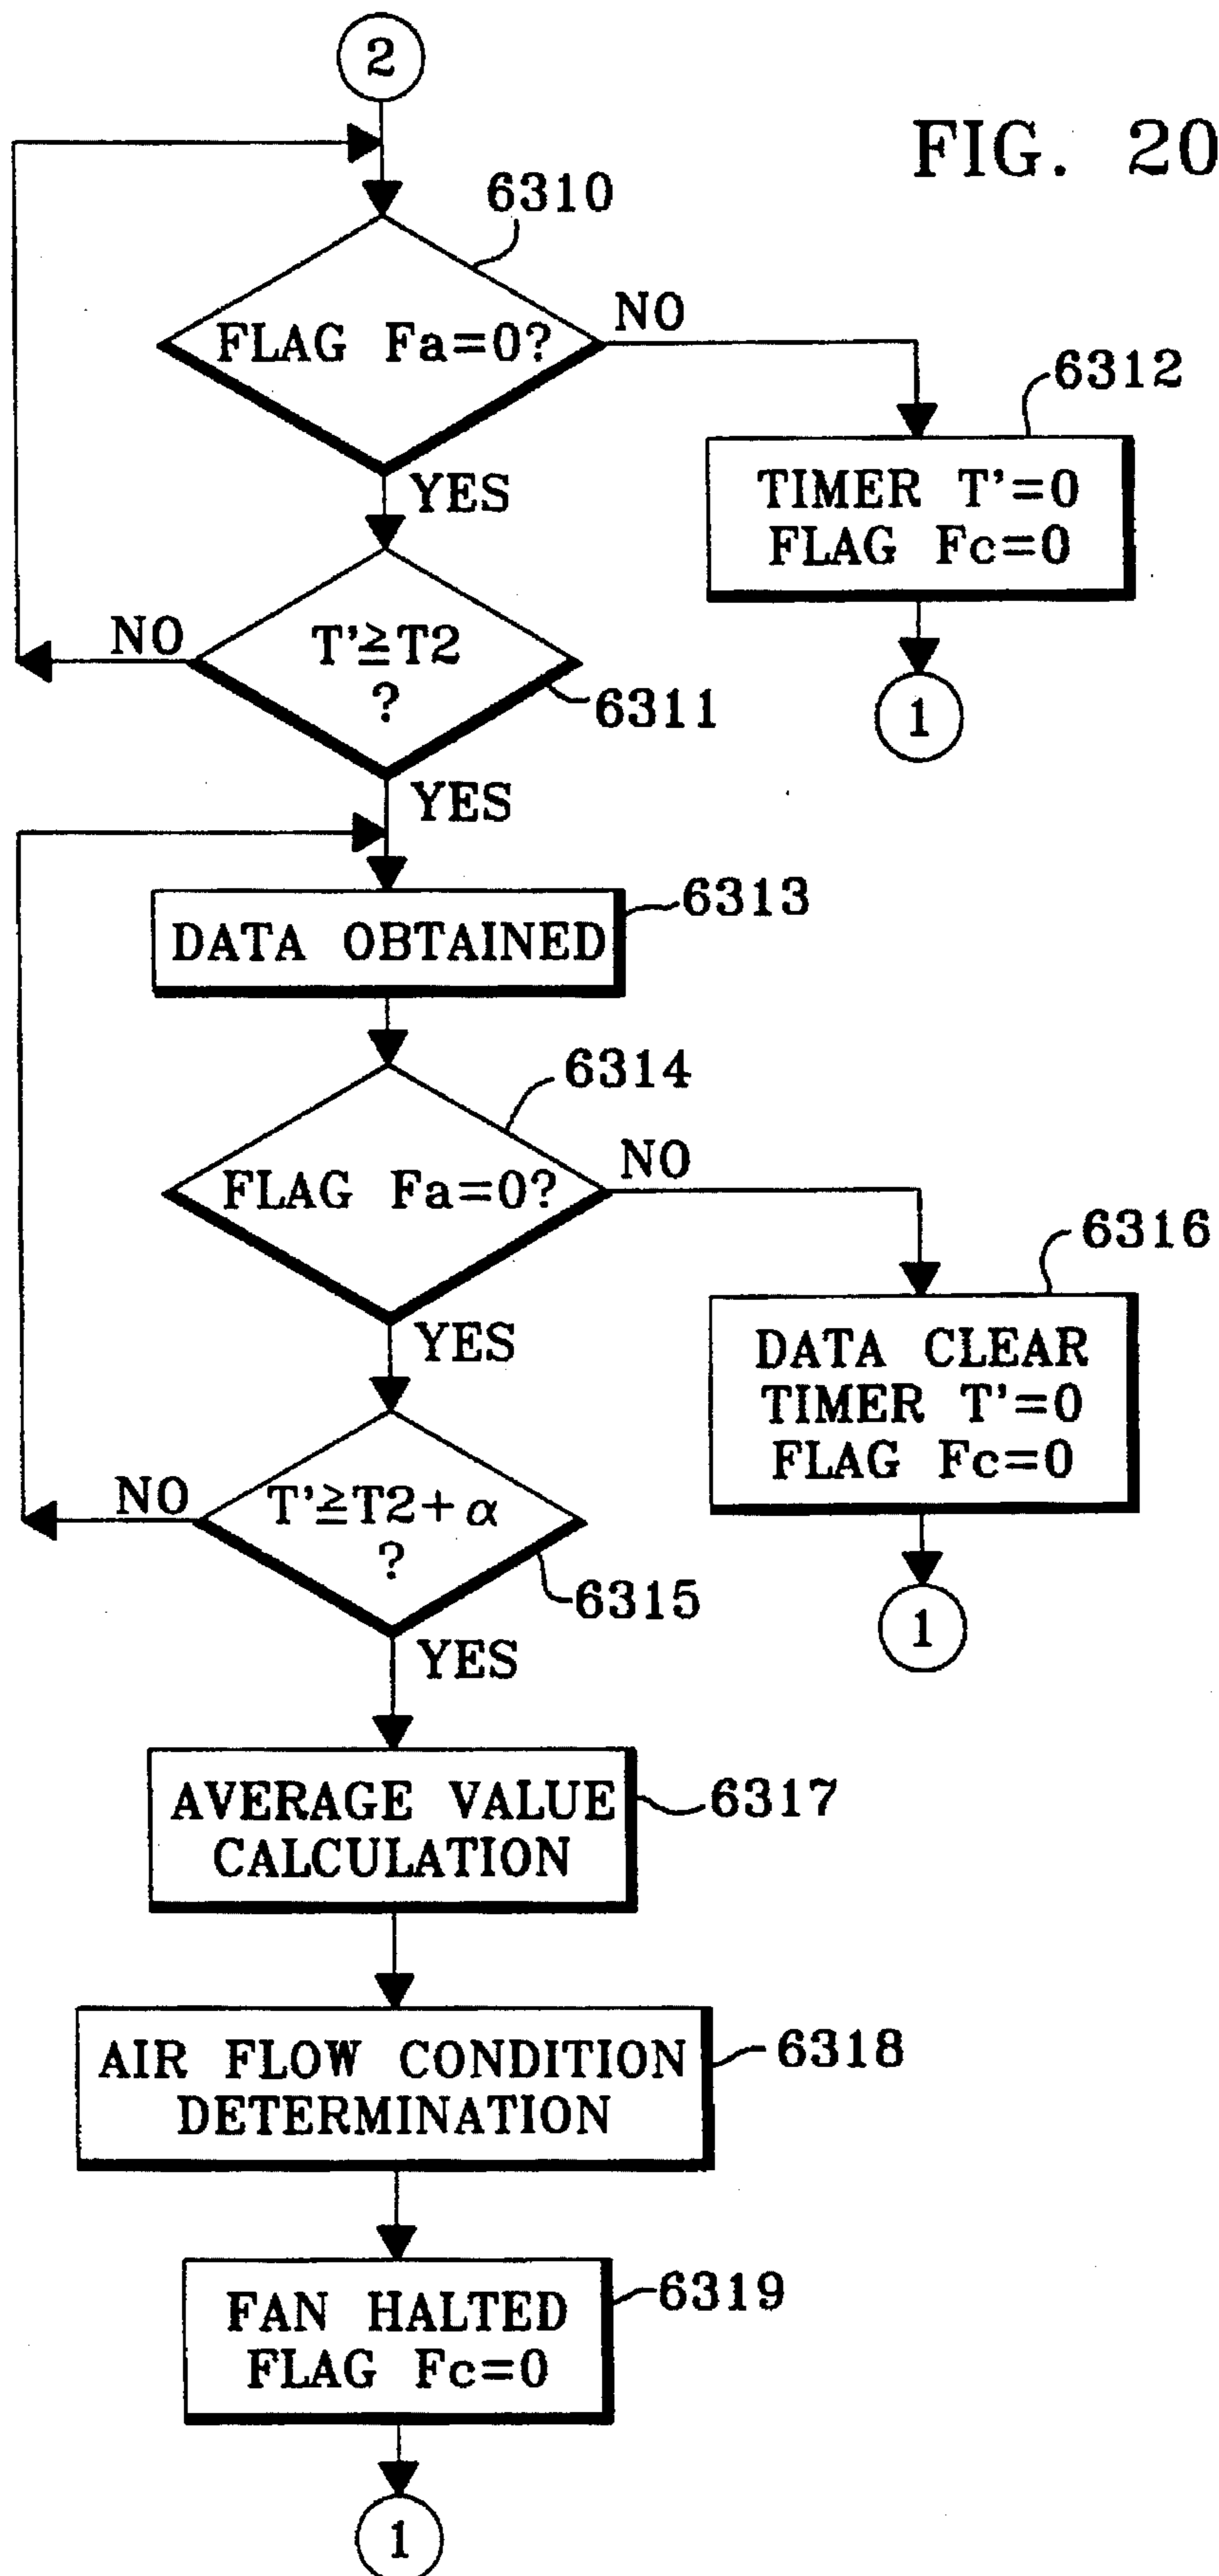 2
FIG. 20
6310
FLAG Fa=0?
NO
6312
TIMER T'=0
FLAG Fc=0
YES
1
NO
T'≧T2
?
6311
YES
6313
DATA OBTAINED
6314
FLAG Fa=0?
NO
6316
DATA CLEAR
TIMER T'=0
FLAG Fc=0
YES
1
NO
T'≧T2+α
?
6315
YES
AVERAGE VALUE
CALCULATION
6317
AIR FLOW CONDITION
DETERMINATION
6318
FAN HALTED
FLAG Fc=0
6319
1